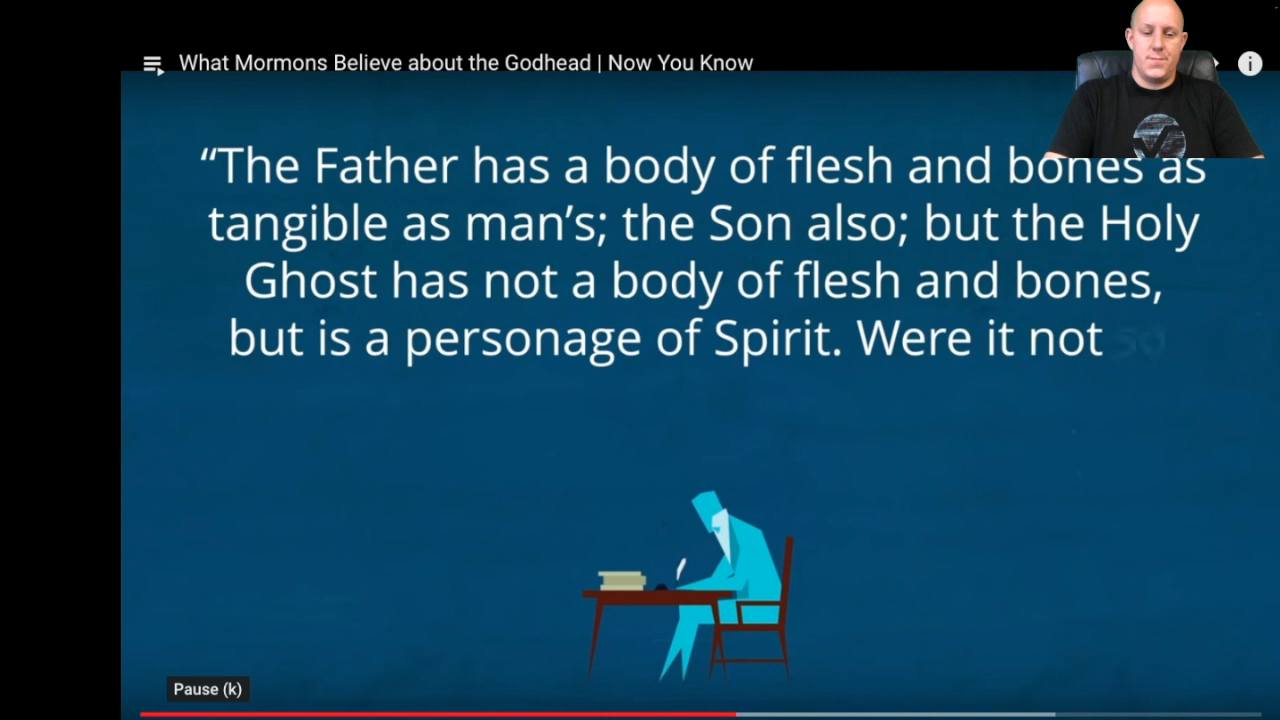 What Mormons Believe about the Godhead | Now You Know
“The Father has a body of flesh and bones as
tangible as man’s; the Son also; but the Holy
Ghost has not a body of flesh and bones,
but is a personage of Spirit. Were it not so
Pause (k)